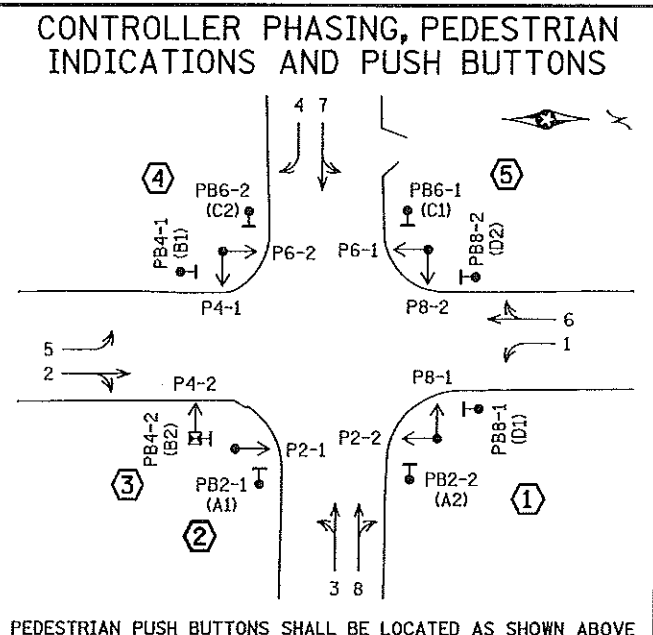 CONTROLLER PHASING, PEDESTRIAN
INDICATIONS AND PUSH BUTTONS
4 7
4
5
PB6-2
(C2)
PB6-1
(C1)
PB4-1
(B1)
PB8-2
(D2)
P6-2
P6-1
P4-1
P8-2
6
5
1
2
P4-2
P8-1
PB4-2
(B2)
P2-1
P2-2
PB8-1
(D1)
3
PB2-1
(A1)
PB2-2
(A2)
1
2
3 8
PEDESTRIAN PUSH BUTTONS SHALL BE LOCATED AS SHOWN ABOVE